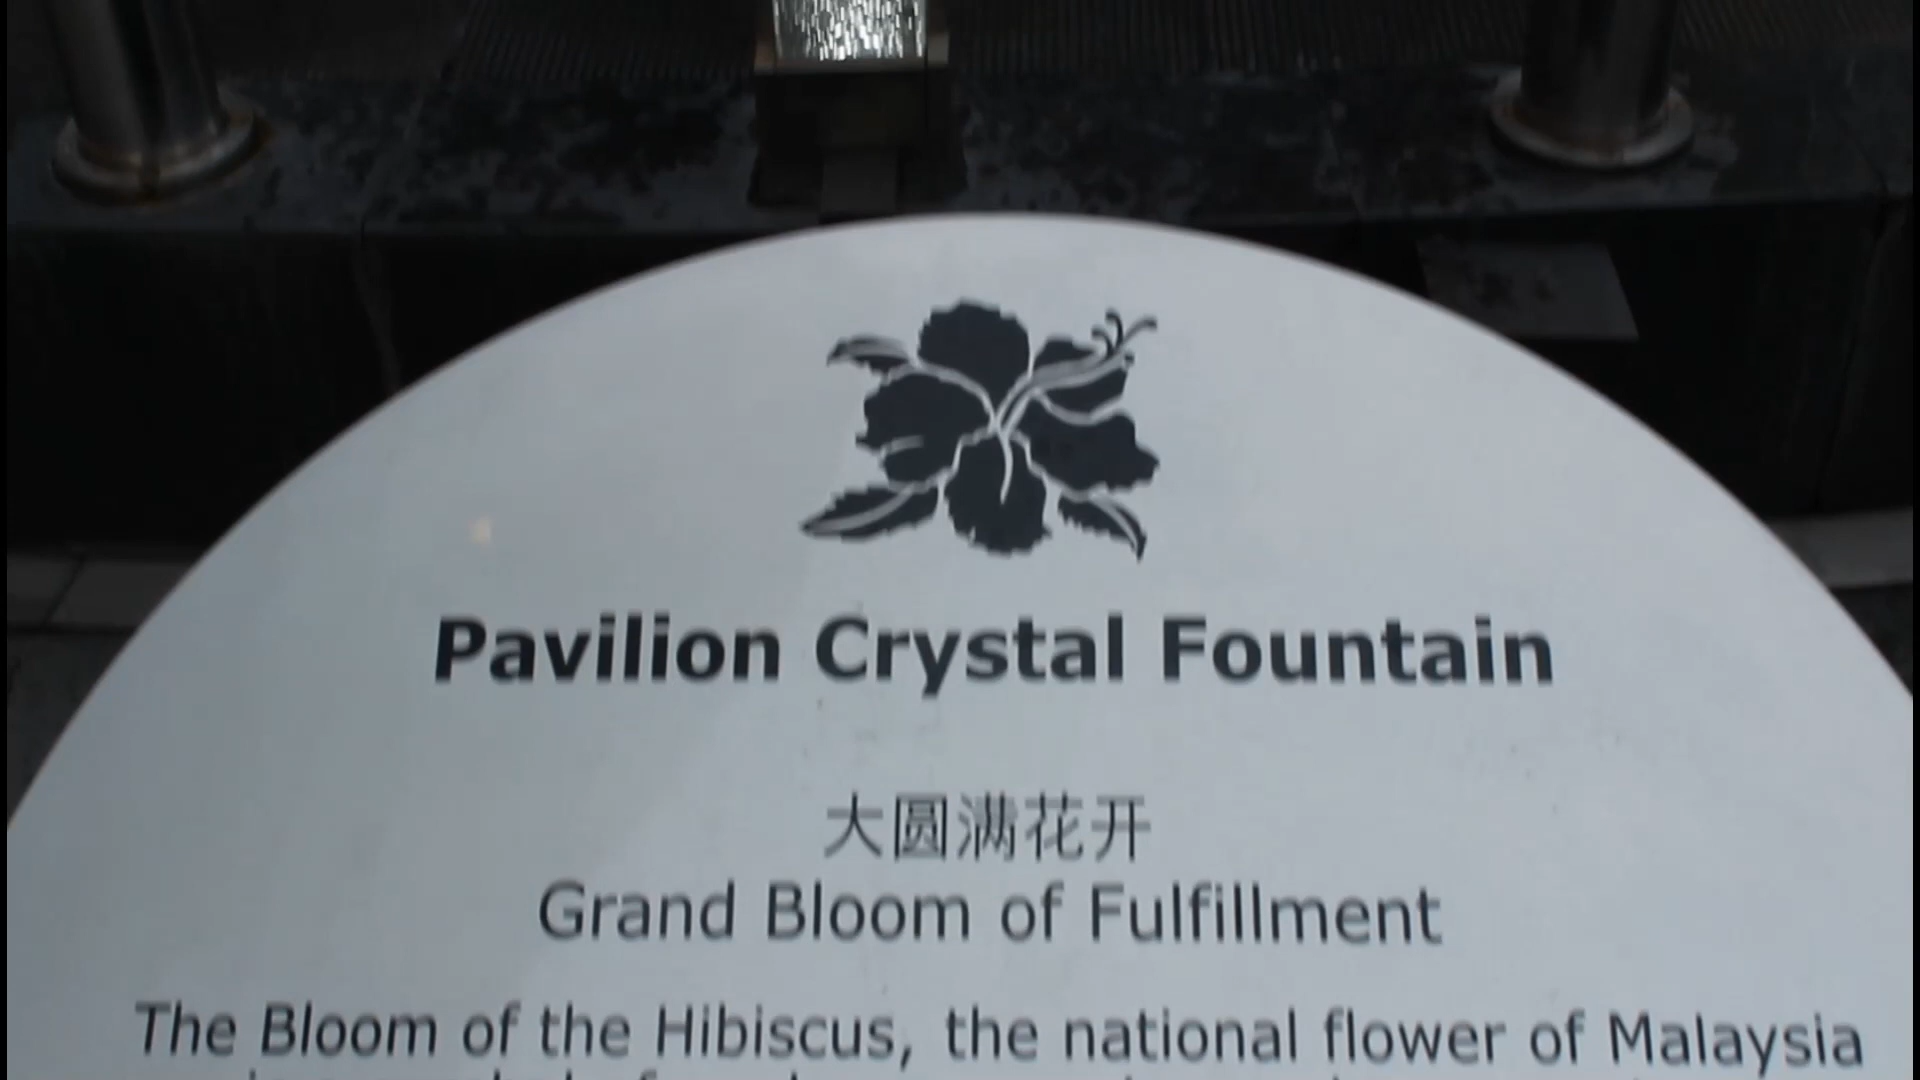 Pavilion Crystal Fountain
大圆满花开
Grand Bloom of Fulfillment
The Bloom of the Hibiscus, the national flower of Malaysia